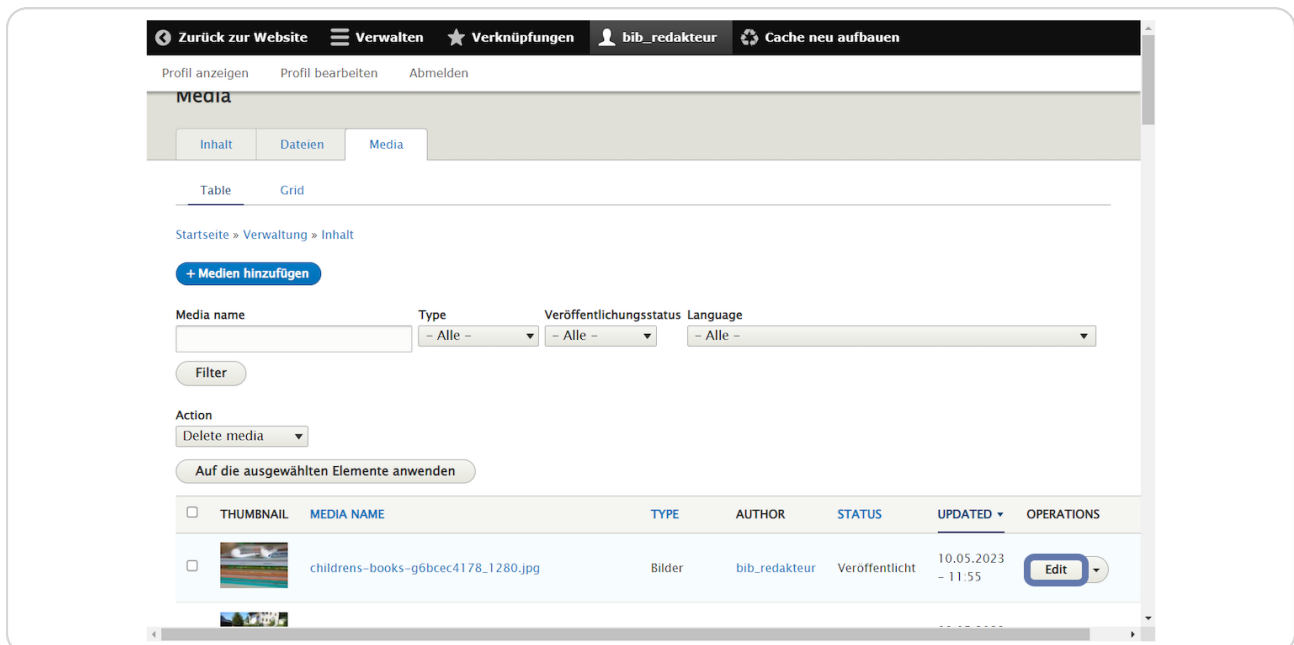 Zurück zur Website Verwalten Verknüpfungen bib_redakteur Cache neu aufbauen
Profil anzeigen Profil bearbeiten Abmelden
Media
Inhalt Dateien Media
Table Grid
Startseite » Verwaltung » Inhalt
+ Medien hinzufügen
Media name Type Veröffentlichungsstatus Language
- Alle - - Alle - - Alle -
Filter
Action
Delete media
Auf die ausgewählten Elemente anwenden
THUMBNAIL MEDIA NAME TYPE AUTHOR STATUS UPDATED OPERATIONS
childrens-books-g6bcec4178_1280.jpg Bilder bib_redakteur Veröffentlicht 10.05.2023 - 11:55 Edit